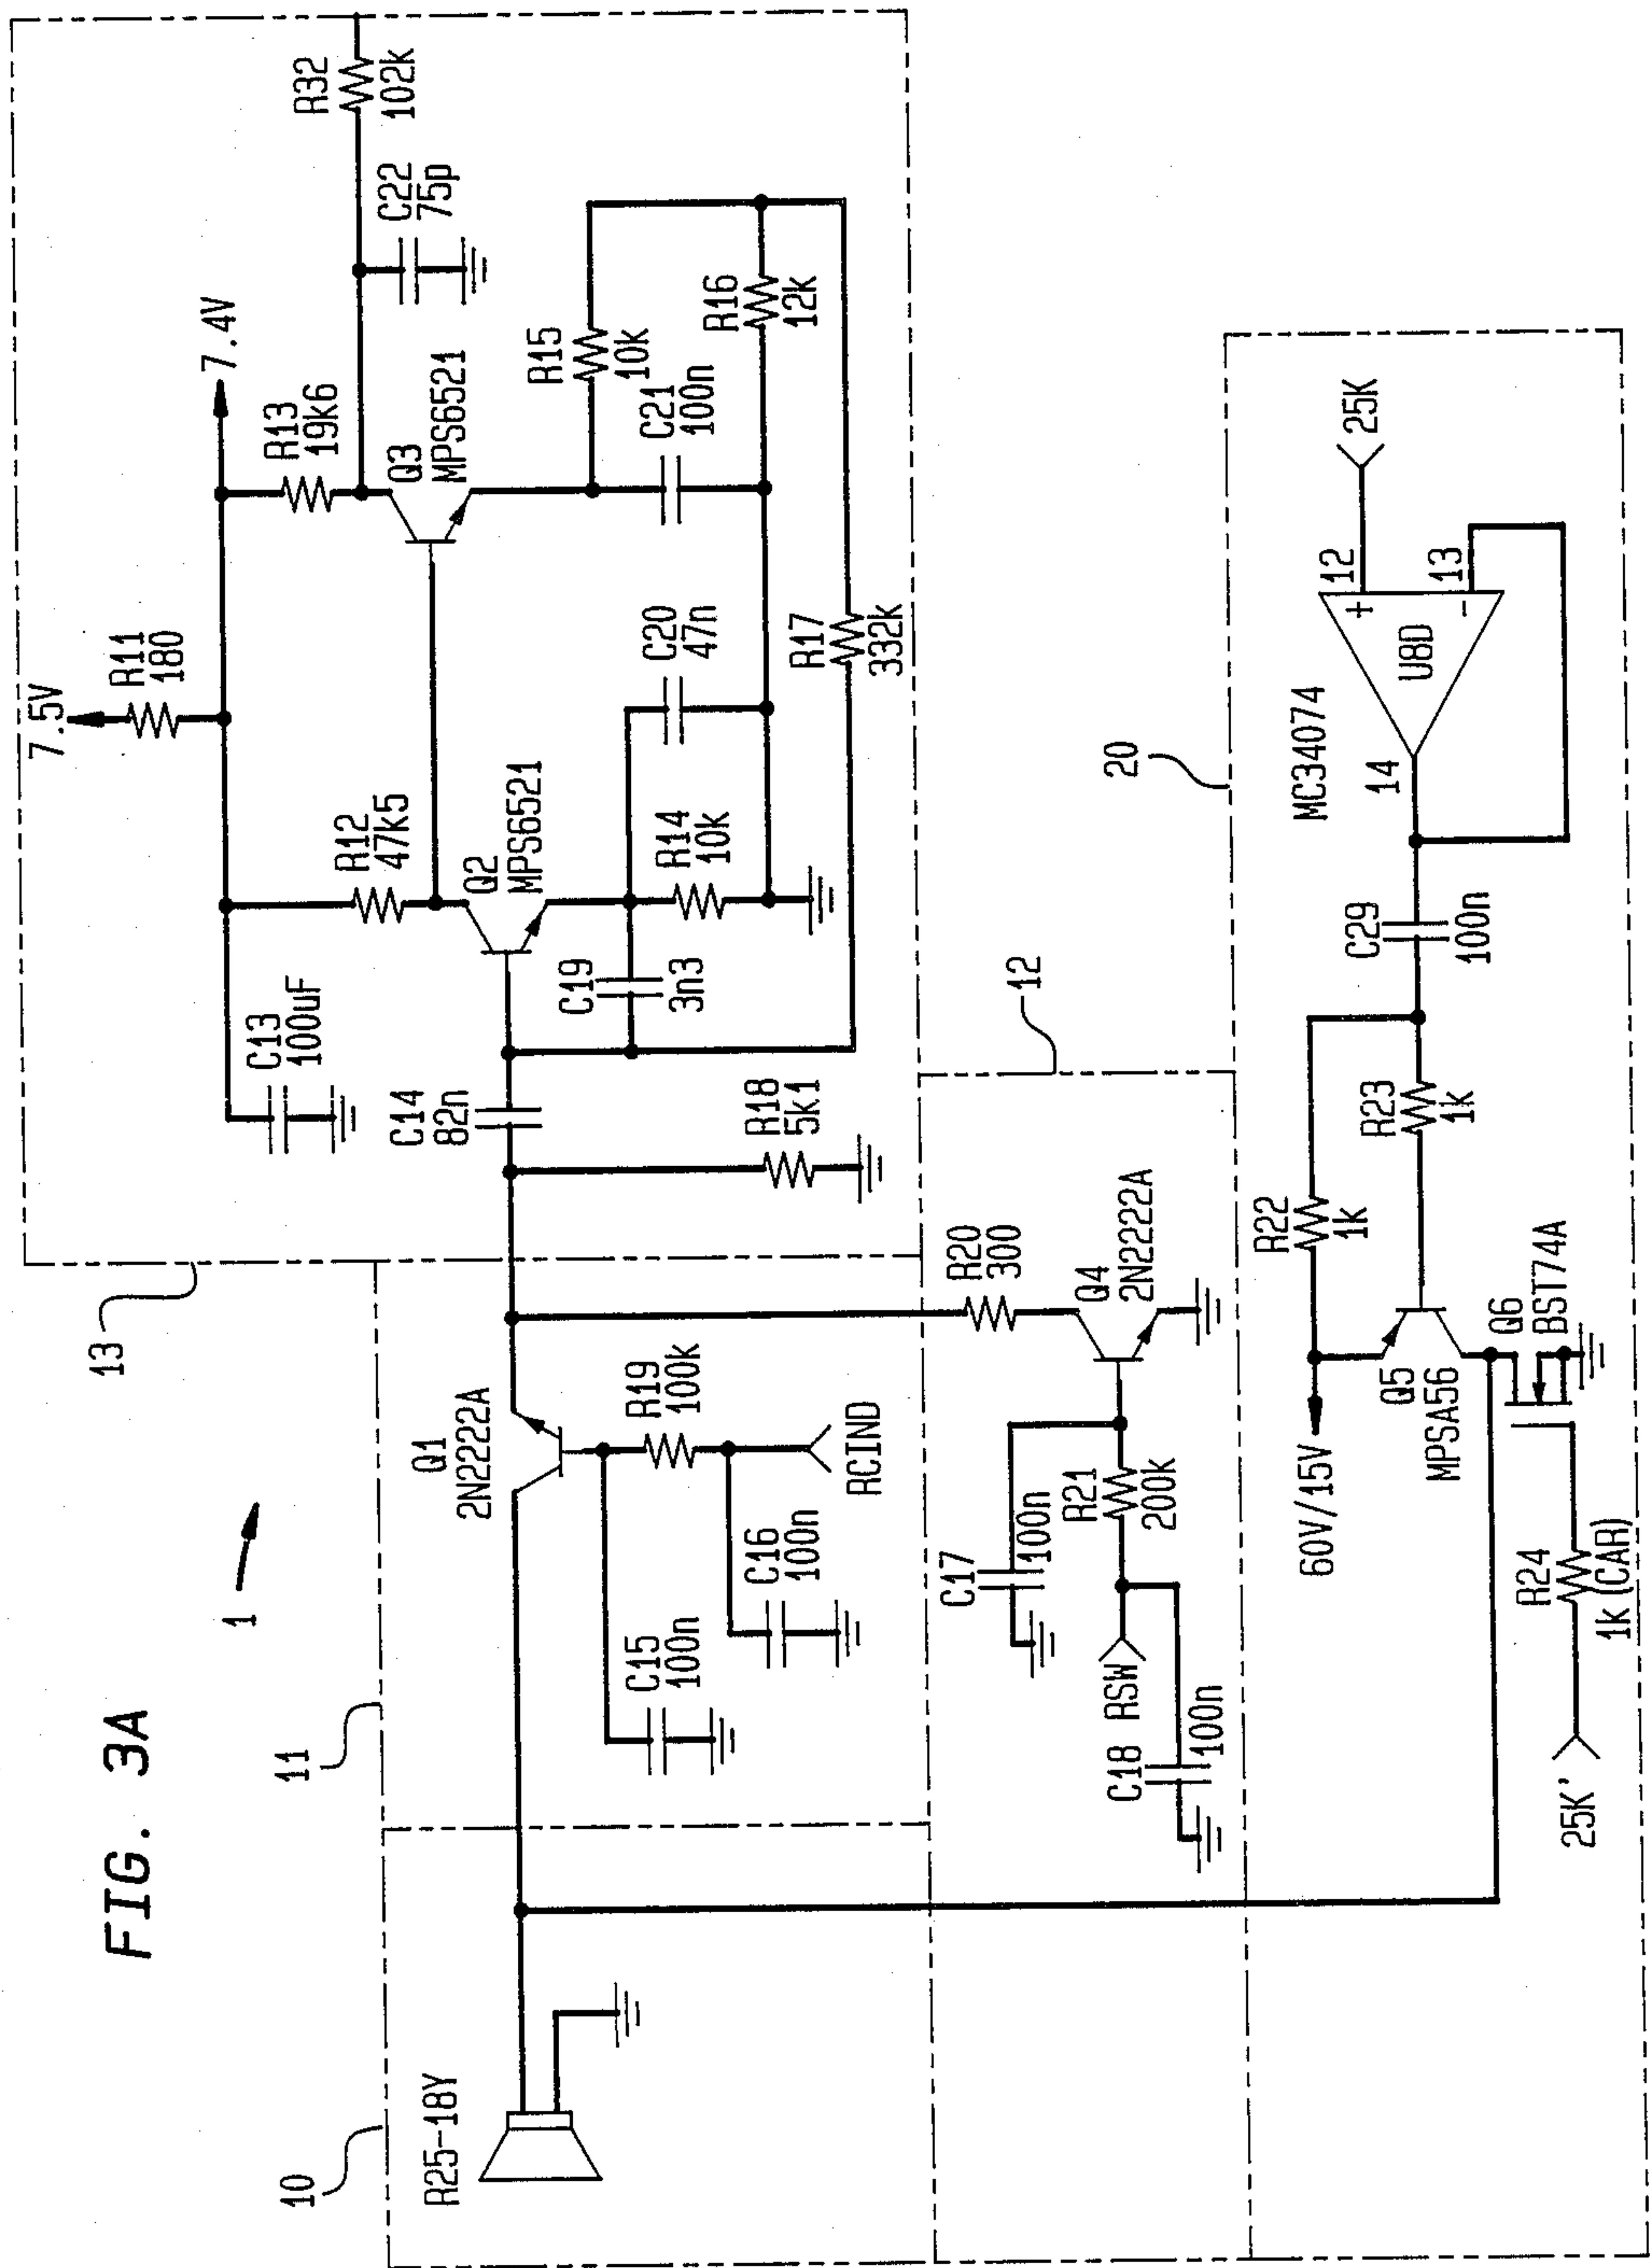 FIG. 3A
1
10
R25-18Y
11
Q1
2N2222A
R19
100k
RCIND
C15
100n
C16
100n
13
7.5V
R11
180
7.4V
C13
100uF
R12
47k5
R13
19k6
R32
102k
C22
75p
Q2
MPS6521
Q3
MPS6521
C14
82n
R18
5k1
C19
3n3
R14
10k
C20
47n
R15
10k
C21
100n
R16
12k
R17
332k
12
R20
300
Q4
2N2222A
C17
100n
R21
200k
RSW
C18
100n
20
MC34074
U8D
12
+
13
-
14
25K
C29
100n
R22
1k
R23
1k
60V/15V
Q5
MPSA56
Q6
BST74A
R24
1k (CAR)
25K'